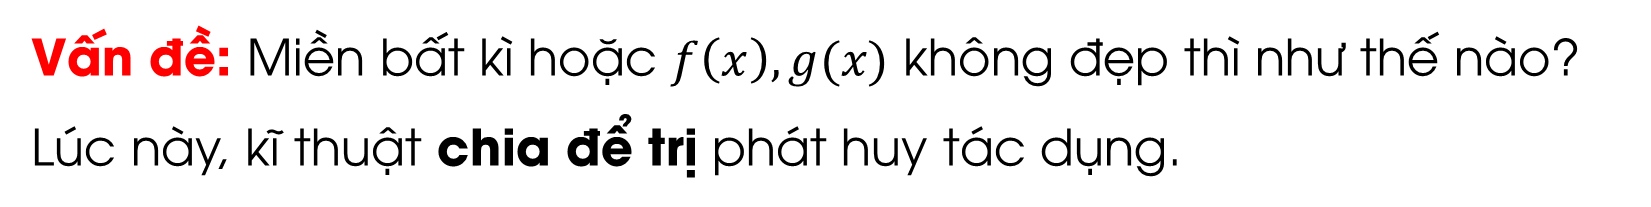 Vấn đề: Miền bất kì hoặc f(x), g(x) không đẹp thì như thế nào?
Lúc này, kĩ thuật chia để trị phát huy tác dụng.